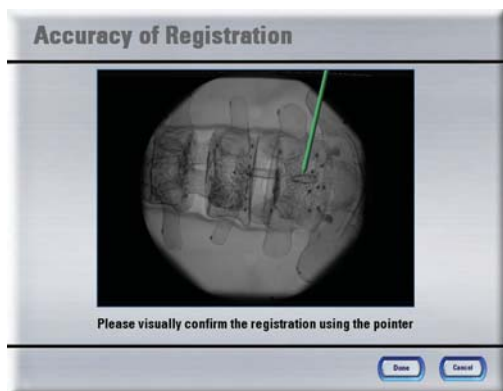 Accuracy of Registration
Please visually confirm the registration using the pointer
Done
Cancel